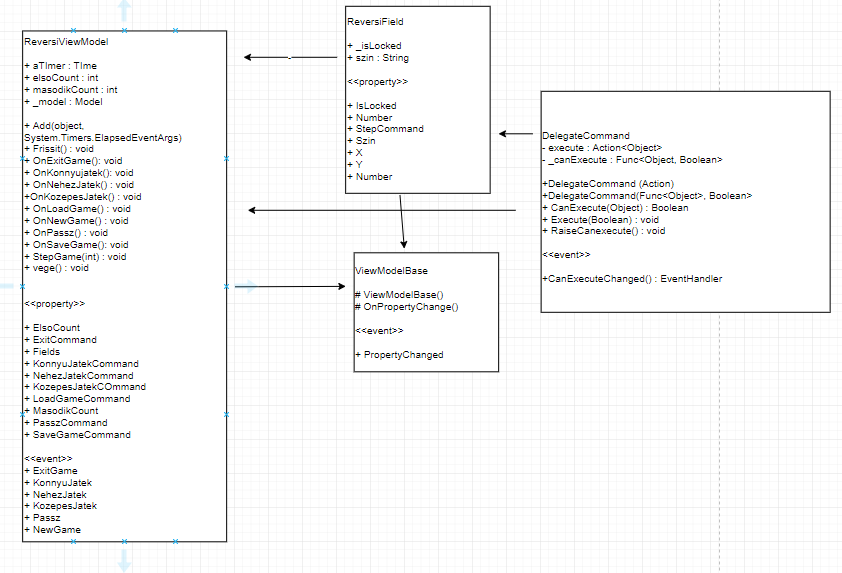 ReversiViewModel
+ aTImer : TIme
+ elsoCount : int
+ masodikCount : int
+ _model : Model
+ Add(object,
System.Timers.ElapsedEventArgs)
+ Frissit() : void
+ OnExitGame(): void
+ OnKonnyujatek(): void
+ OnNehezJatek() : void
+OnKozepesJatek() : void
+ OnLoadGame() : void
+ OnNewGame() : void
+ OnPassz() : void
+ OnSaveGame(): void
+ StepGame(int) : void
+ vege() : void
<<property>>
+ ElsoCount
+ ExitCommand
+ Fields
+ KonnyuJatekCommand
+ NehezJatekCommand
+ KozepesJatekCOmmand
+ LoadGameCommand
+ MasodikCount
+ PasszCommand
+ SaveGameCommand
<<event>>
+ ExitGame
+ KonnyuJatek
+ NehezJatek
+ KozepesJatek
+ Passz
+ NewGame
ReversiField
+ _isLocked
+ szin : String
<<property>>
+ IsLocked
+ Number
+ StepCommand
+ Szin
+ X
+ Y
+ Number
ViewModelBase
# ViewModelBase()
# OnPropertyChange()
<<event>>
+ PropertyChanged
DelegateCommand
- execute : Action<Object>
- _canExecute : Func<Object, Boolean>
+DelegateCommand (Action)
+DelegateCommand(Func<Object>, Boolean>
+ CanExecute(Object) : Boolean
+ Execute(Boolean) : void
+ RaiseCanexecute() : void
<<event>>
+CanExecuteChanged() : EventHandler